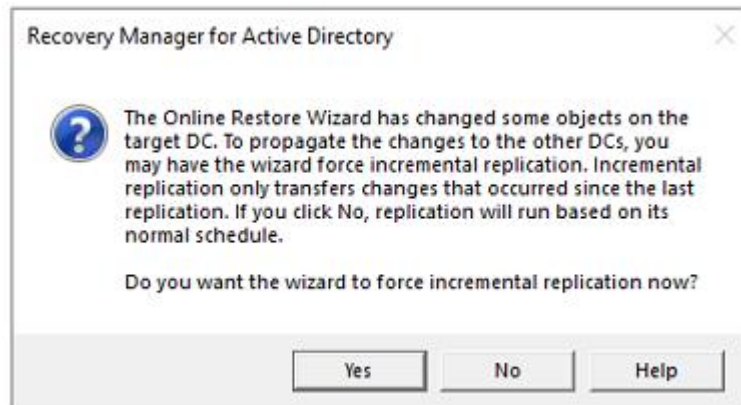 Recovery Manager for Active Directory
The Online Restore Wizard has changed some objects on the
target DC. To propagate the changes to the other DCs, you
may have the wizard force incremental replication. Incremental
replication only transfers changes that occurred since the last
replication. If you click No, replication will run based on its
normal schedule.
Do you want the wizard to force incremental replication now?
Yes
No
Help